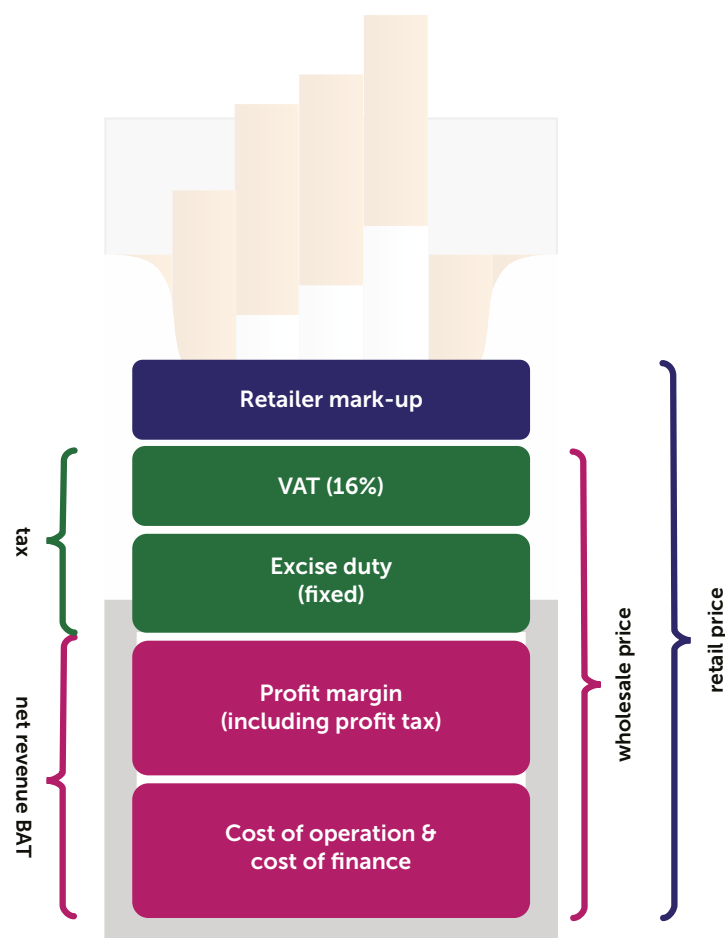 Retailer mark-up
VAT (16%)
Excise duty
(fixed)
Profit margin
(including profit tax)
Cost of operation &
cost of finance
tax
net revenue BAT
wholesale price
retail price